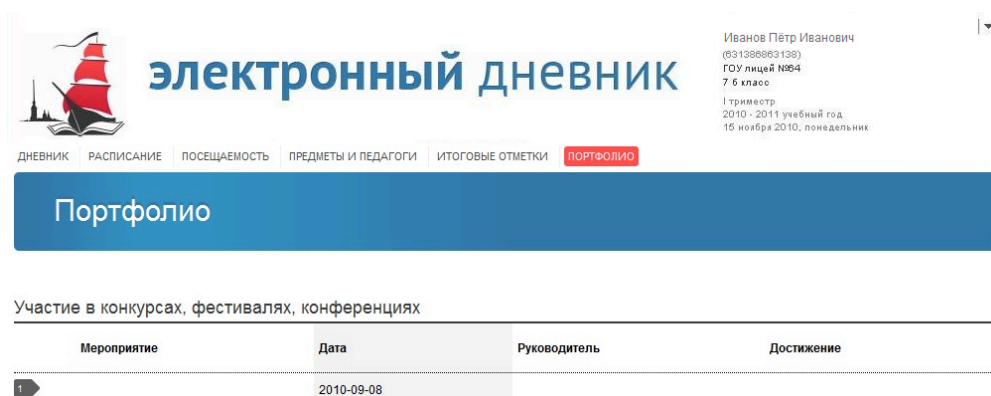 Иванов Пётр Иванович
(631386863138)
ГОУ лицей №64
7 б класс
I триместр
2010 - 2011 учебный год
15 ноября 2010, понедельник
электронный дневник
ДНЕВНИК РАСПИСАНИЕ ПОСЕЩАЕМОСТЬ ПРЕДМЕТЫ И ПЕДАГОГИ ИТОГОВЫЕ ОТМЕТКИ ПОРТФОЛИО
Портфолио
Участие в конкурсах, фестивалях, конференциях
Мероприятие Дата Руководитель Достижение
1 2010-09-08